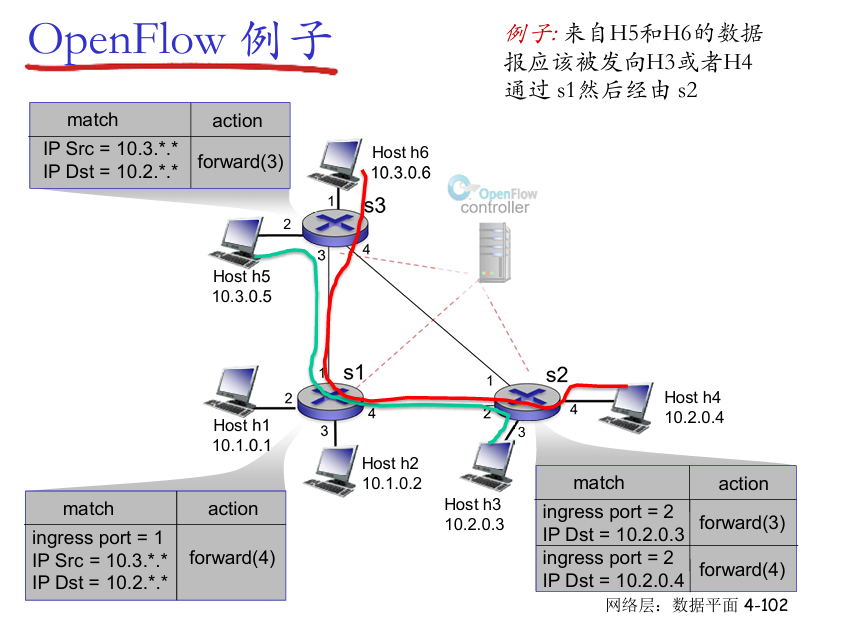 OpenFlow 例子
例子: 来自H5和H6的数据
报应该被发向H3或者H4
通过 s1然后经由 s2
match action
IP Src = 10.3.*.*
IP Dst = 10.2.*.*
forward(3)
Host h6
10.3.0.6
OpenFlow
controller
1
s3
2
3
4
Host h5
10.3.0.5
1
s1
2
3
4
Host h1
10.1.0.1
Host h2
10.1.0.2
1
s2
2
3
4
Host h4
10.2.0.4
Host h3
10.2.0.3
match action
ingress port = 1
IP Src = 10.3.*.*
IP Dst = 10.2.*.*
forward(4)
match action
ingress port = 2
IP Dst = 10.2.0.3
forward(3)
ingress port = 2
IP Dst = 10.2.0.4
forward(4)
网络层：数据平面 4-102